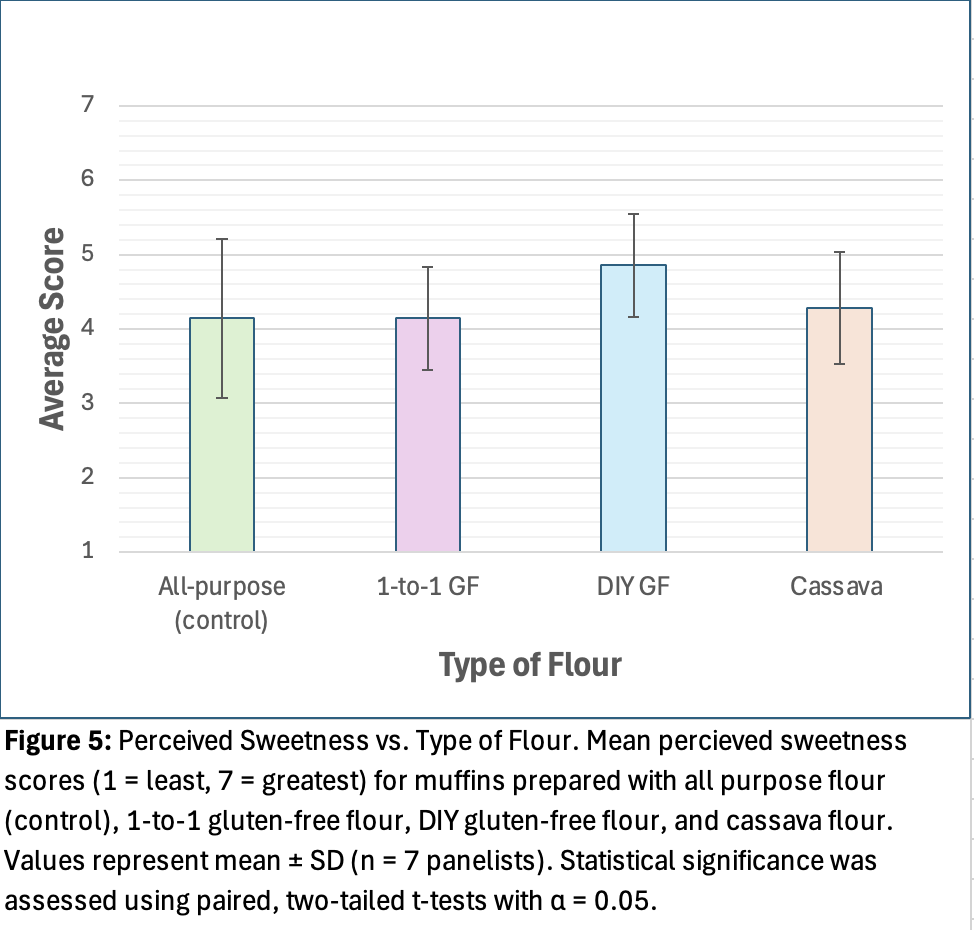 7
6
5
4
3
2
1
Average Score
All-purpose
(control)
1-to-1 GF
DIY GF
Cassava
Type of Flour
Figure 5: Perceived Sweetness vs. Type of Flour. Mean percieved sweetness
scores (1 = least, 7 = greatest) for muffins prepared with all purpose flour
(control), 1-to-1 gluten-free flour, DIY gluten-free flour, and cassava flour.
Values represent mean ± SD (n = 7 panelists). Statistical significance was
assessed using paired, two-tailed t-tests with α = 0.05.